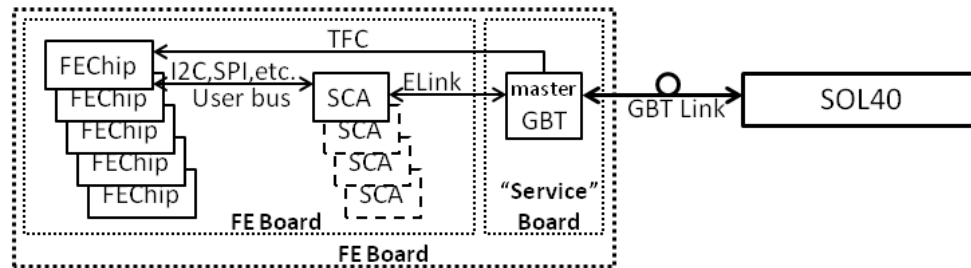 TFC
FEChip
I2C,SPI,etc.
User bus
FEChip
FEChip
FEChip
FEChip
SCA
SCA
SCA
SCA
ELink
master
GBT
GBT Link
SOL40
"Service"
Board
FE Board
FE Board